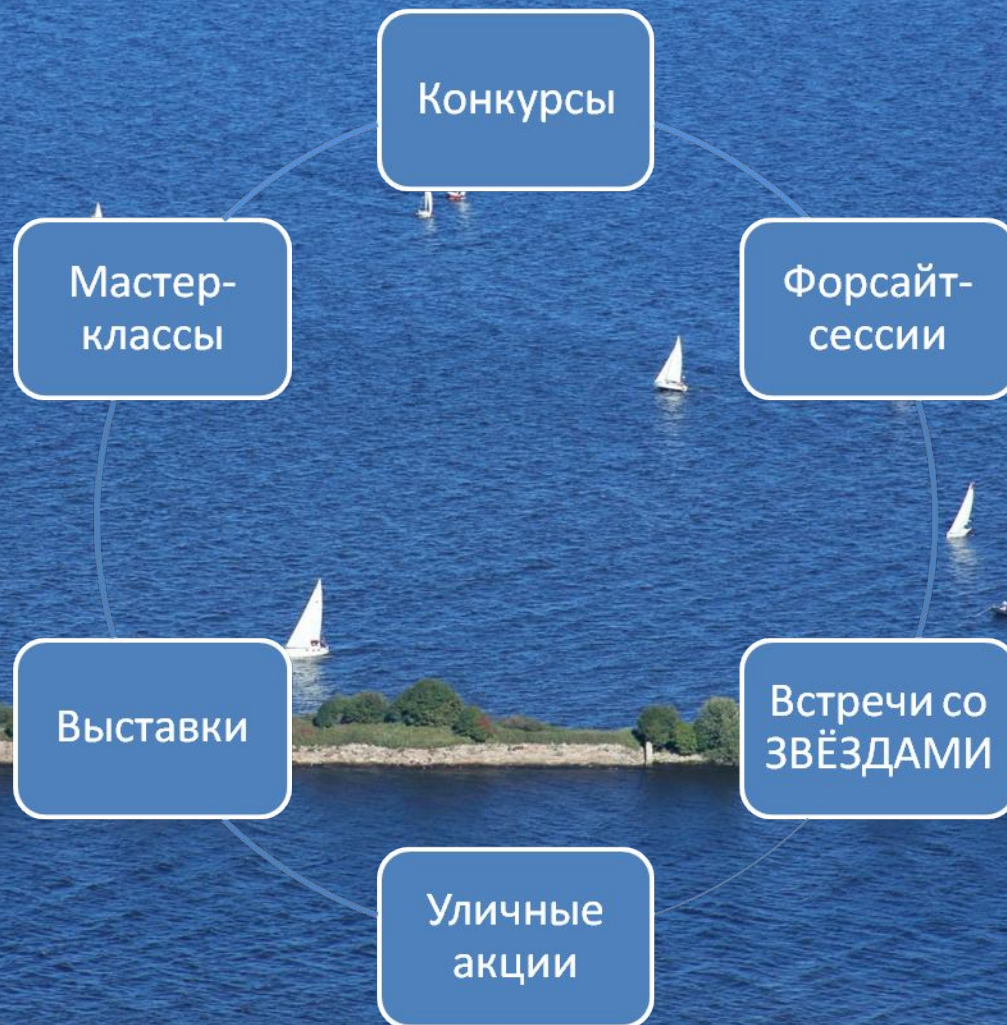 Конкурсы
Форсайт-
сессии
Встречи со
ЗВЁЗДАМИ
Уличные
акции
Выставки
Мастер-
классы